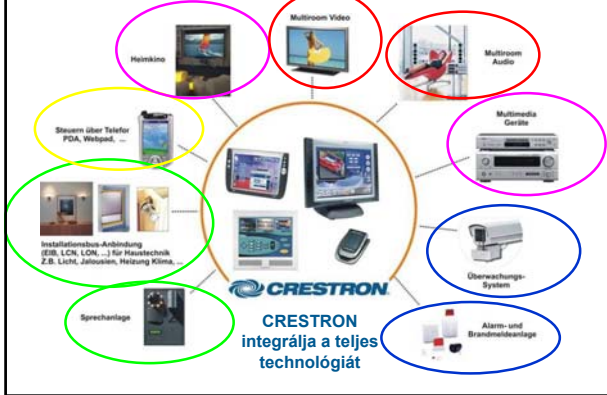 Multiroom Video
Heimkino
Multiroom
Audio
Steuern über Telefor
PDA, Webpad, ...
Multimedia
Geräte
Installationsbus-Anbindung
(EIB, LCN, LON, ...) für Haustechnik
Z.B. Licht, Jalousien, Heizung Klima, ...
Überwachungs-
System
Sprechanlage
CRESTRON
CRESTRON
integrálja a teljes
technológiát
Alarm- und
Brandmeldeanlage